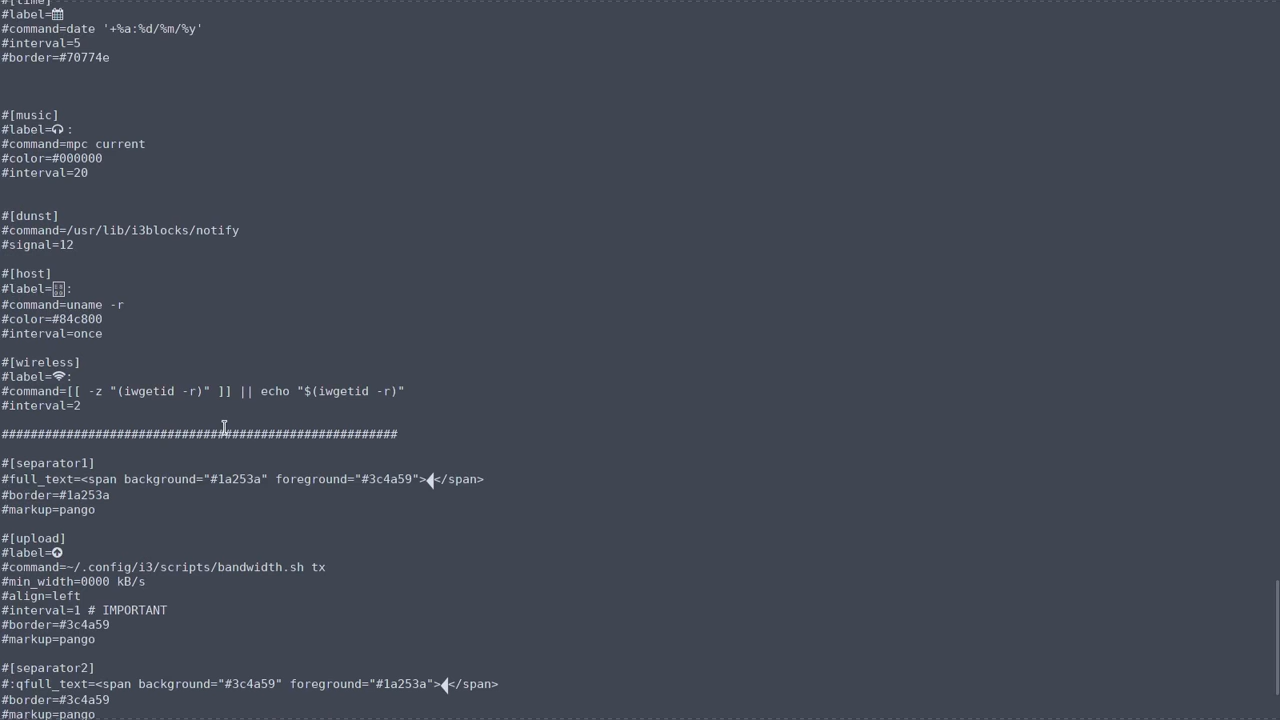 #[time]
#label=
#command=date '+%a:%d/%m/%y'
#interval=5
#border=#70774e
#[music]
#label= :
#command=mpc current
#color=#000000
#interval=20
#[dunst]
#command=/usr/lib/i3blocks/notify
#signal=12
#[host]
#label=:
#command=uname -r
#color=#84c800
#interval=once
#[wireless]
#label=:
#command=[[ -z "(iwgetid -r)" ]] || echo "$(iwgetid -r)"
#interval=2
#######################################################
#[separator1]
#full_text=<span background="#1a253a" foreground="#3c4a59"></span>
#border=#1a253a
#markup=pango
#[upload]
#label=
#command=~/.config/i3/scripts/bandwidth.sh tx
#min_width=0000 kB/s
#align=left
#interval=1 # IMPORTANT
#border=#3c4a59
#markup=pango
#[separator2]
#:qfull_text=<span background="#3c4a59" foreground="#1a253a"></span>
#border=#3c4a59
#markup=pango